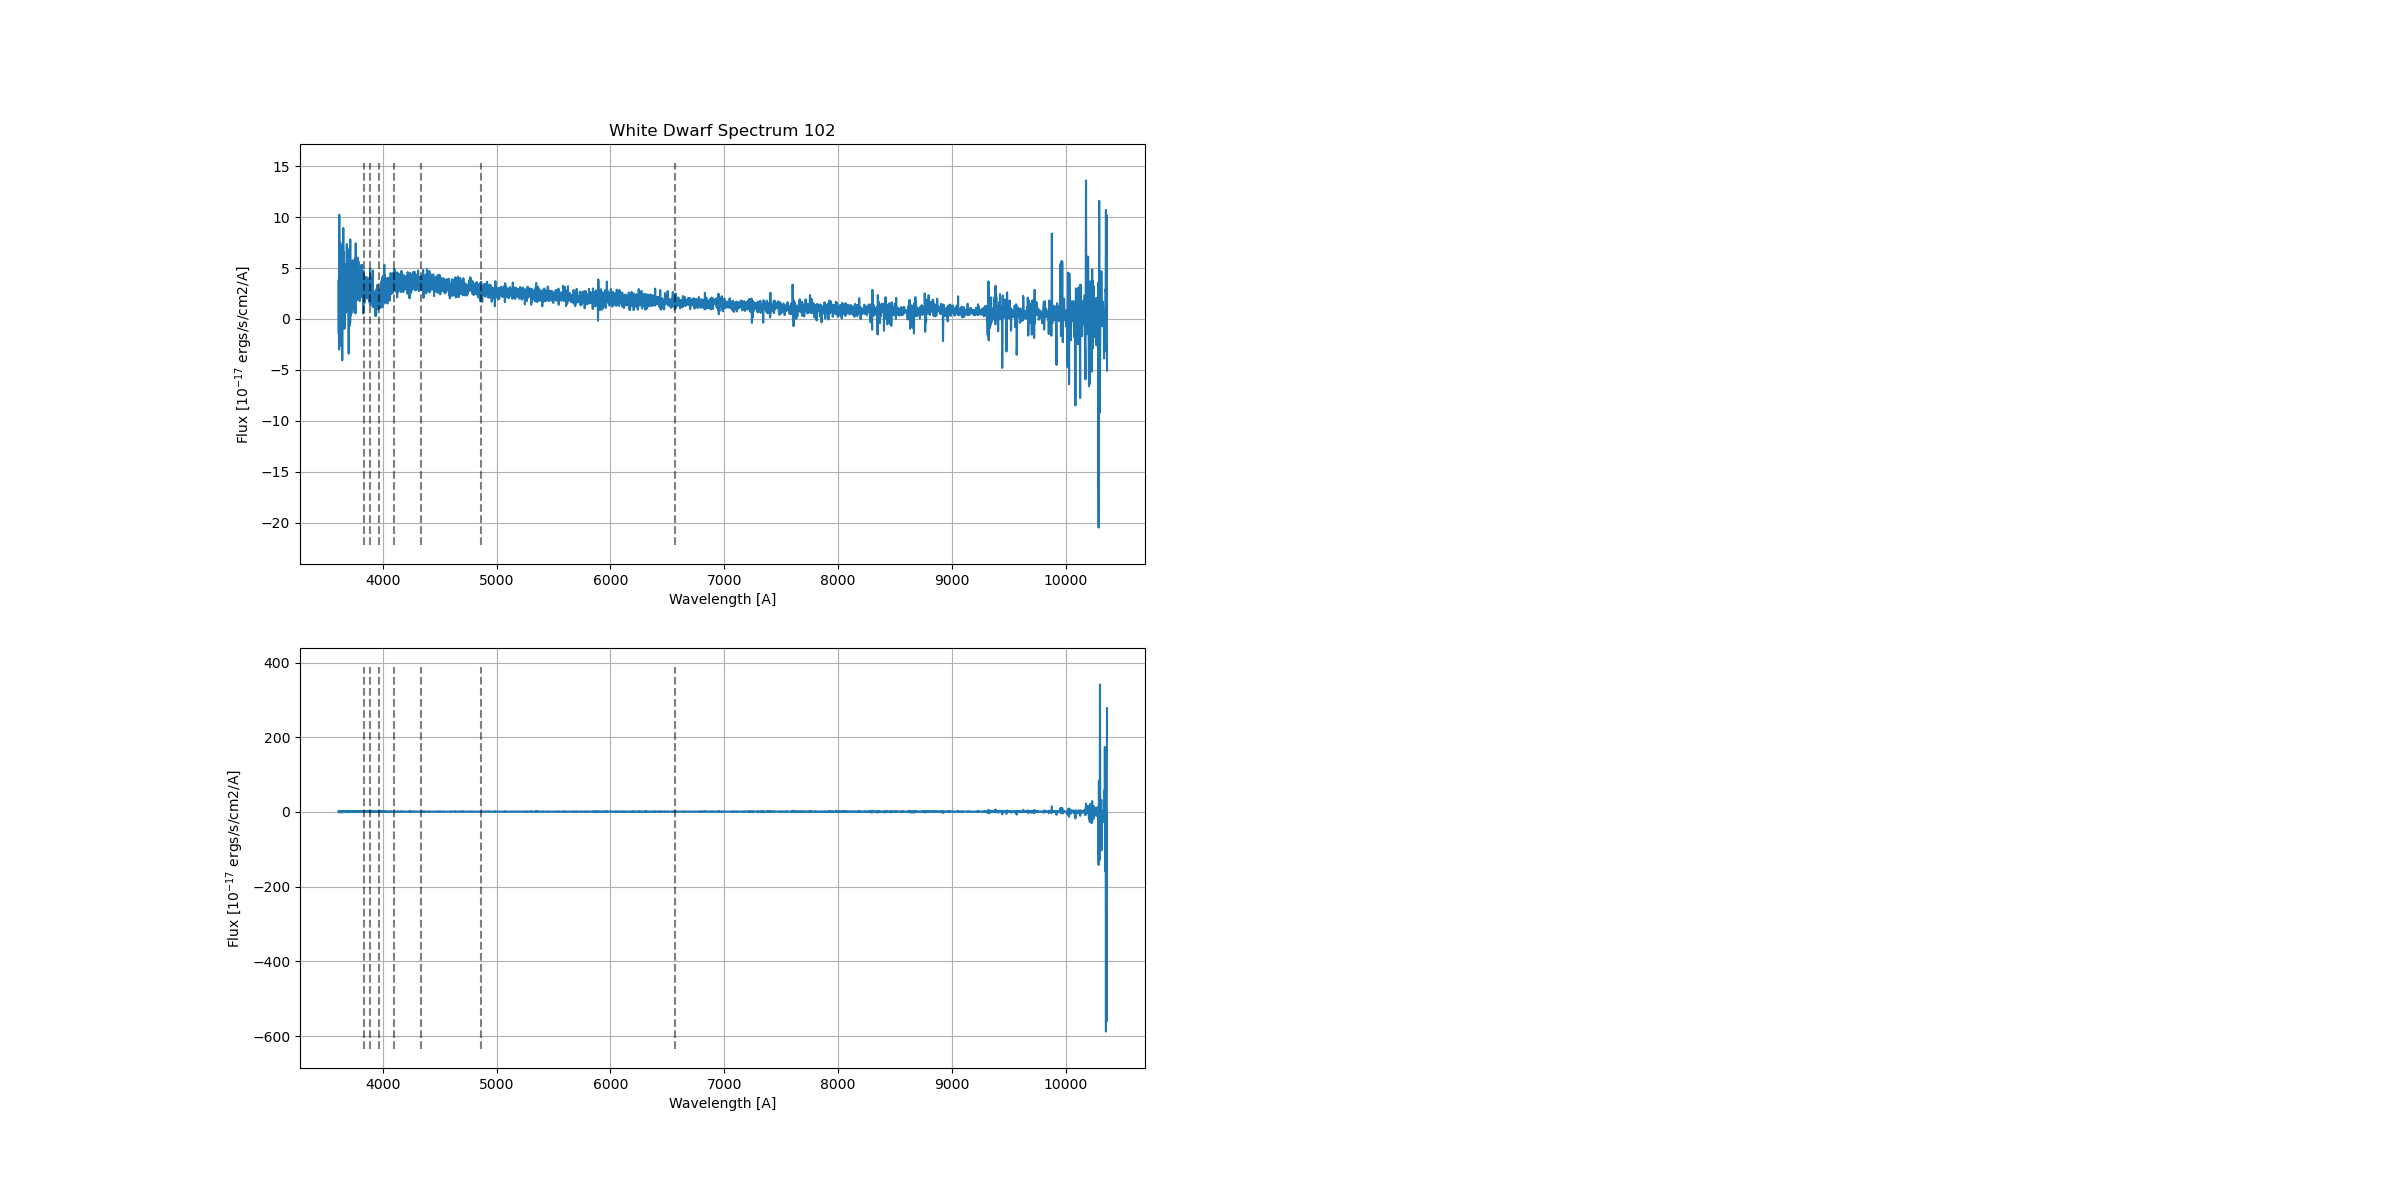 White Dwarf Spectrum 102
15
10
5
0
−5
−10
−15
−20
Flux [10^{-17} ergs/s/cm2/A]
4000 5000 6000 7000 8000 9000 10000
Wavelength [A]
400
200
0
−200
−400
−600
Flux [10^{-17} ergs/s/cm2/A]
4000 5000 6000 7000 8000 9000 10000
Wavelength [A]